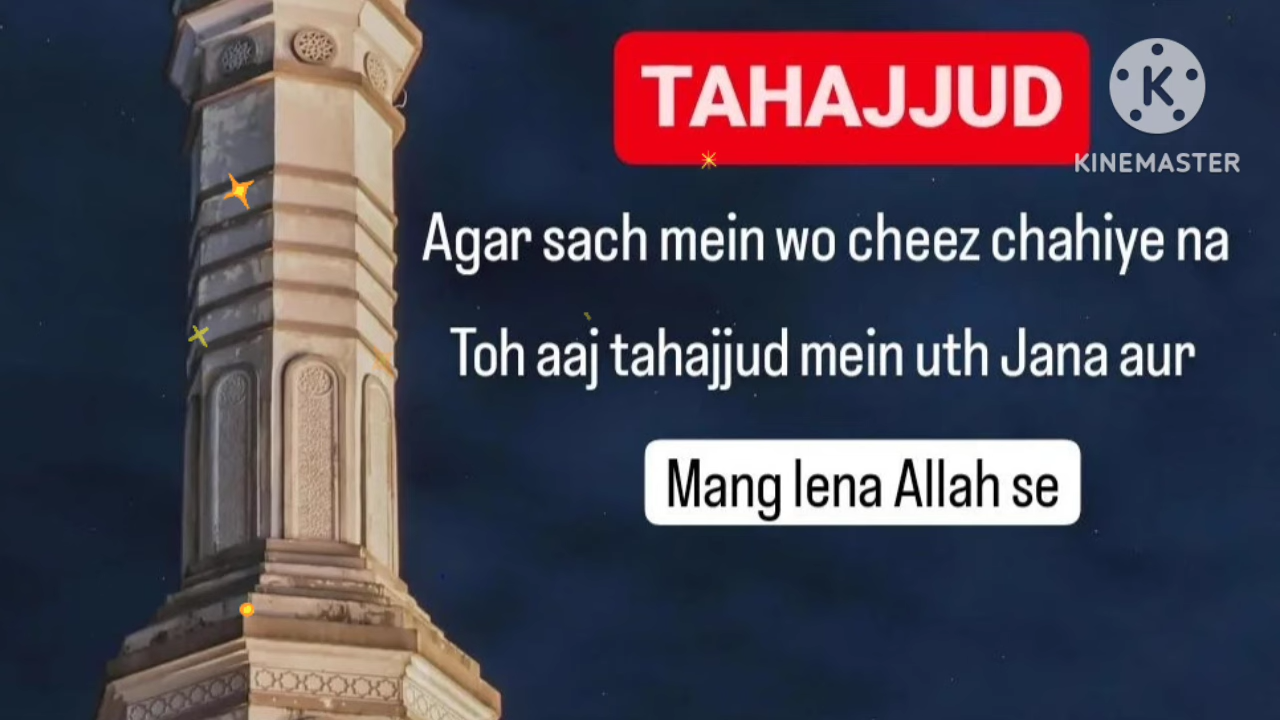 TAHAJJUD
KINEMASTER
Agar sach mein wo cheez chahiye na
Toh aaj tahajjud mein uth Jana aur
Mang lena Allah se